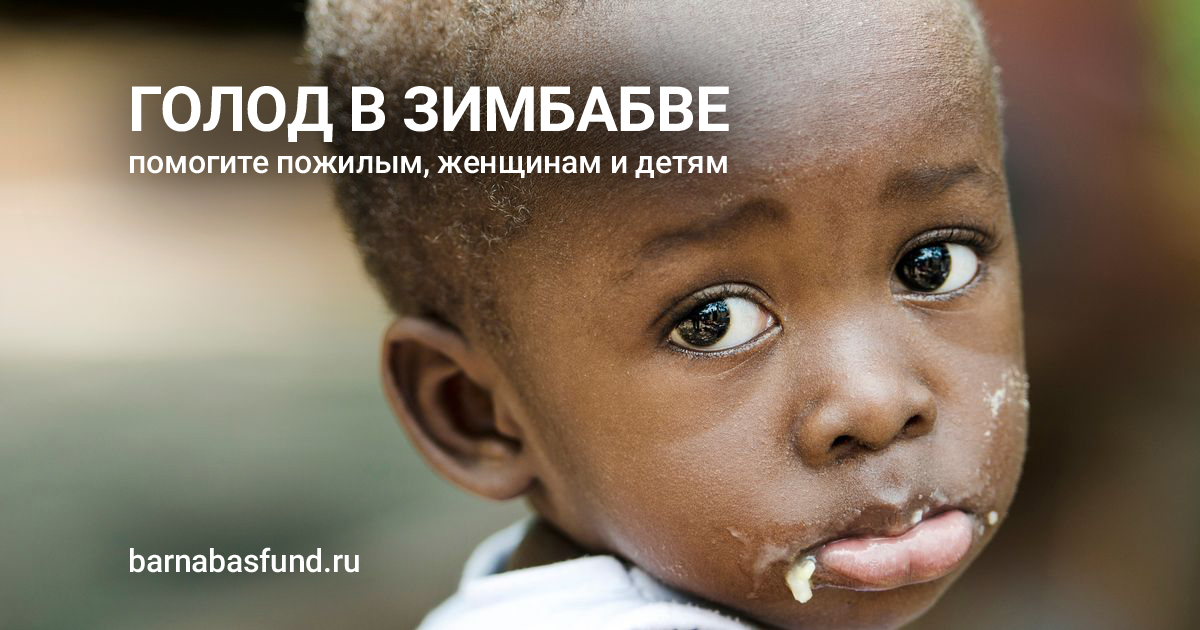 ГОЛОД В ЗИМБАБВЕ
помогите пожилым, женщинам и детям
barnabasfund.ru